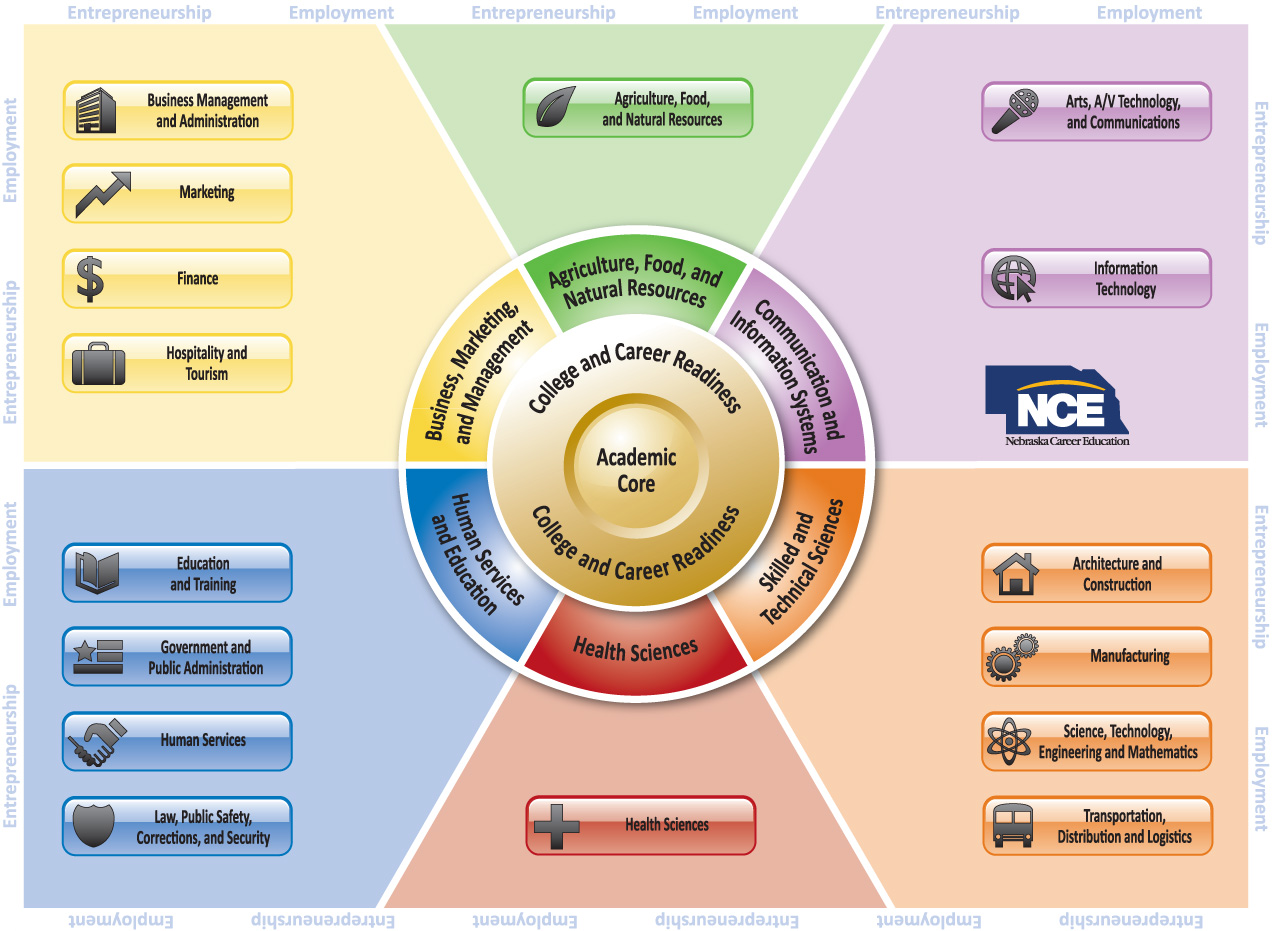 Entrepreneurship Employment Entrepreneurship Employment Entrepreneurship Employment
Employment
Entrepreneurship
Employment
Entrepreneurship
Business Management
and Administration
Marketing
Finance
Hospitality and
Tourism
Agriculture, Food,
and Natural Resources
Arts, A/V Technology,
and Communications
Information
Technology
NCE
Nebraska Career Education
Entrepreneurship
Employment
Entrepreneurship
Employment
Agriculture, Food, and
Natural Resources
Business, Marketing,
and Management
Communication and
Information Systems
College and Career Readiness
Academic
Core
College and Career Readiness
Human Services
and Education
Skilled and
Technical Sciences
Health Sciences
Education
and Training
Government and
Public Administration
Human Services
Law, Public Safety,
Corrections, and Security
Health Sciences
Architecture and
Construction
Manufacturing
Science, Technology,
Engineering and Mathematics
Transportation,
Distribution and Logistics
Employment Entrepreneurship Employment Entrepreneurship Employment Entrepreneurship